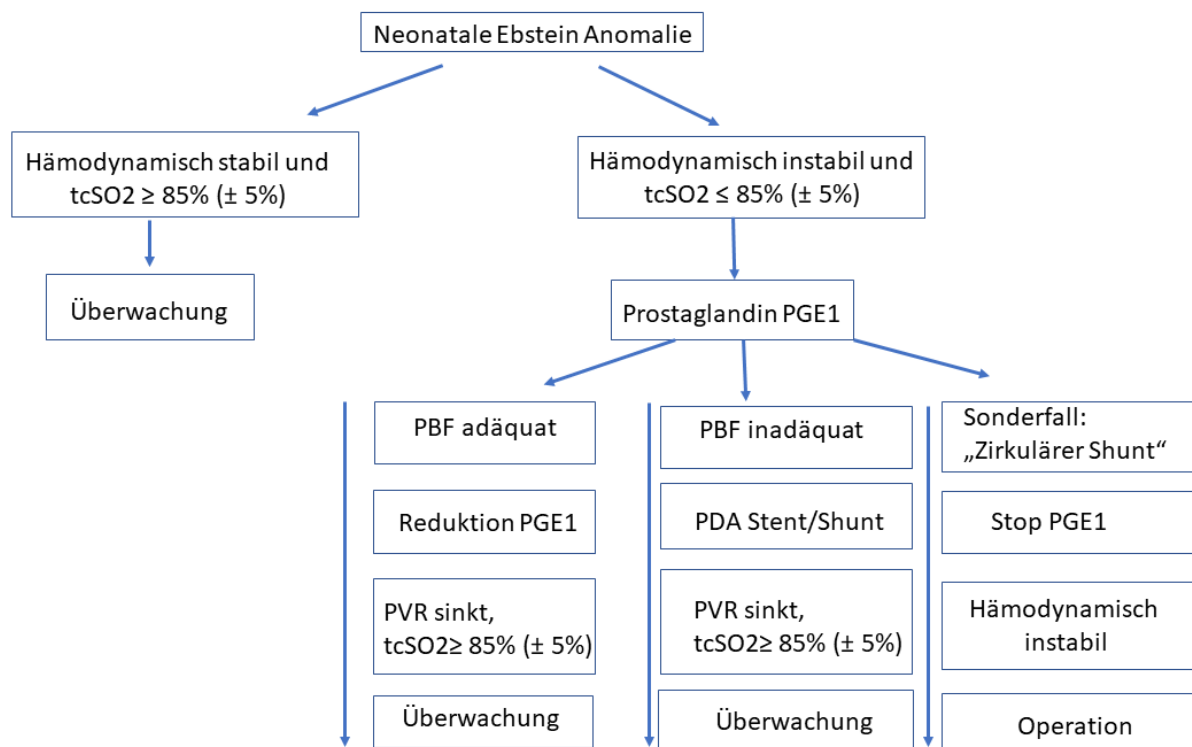 Neonatale Ebstein Anomalie
Hämodynamisch stabil und
tcSO2 ≥ 85% (± 5%)
Hämodynamisch instabil und
tcSO2 ≤ 85% (± 5%)
Überwachung
Prostaglandin PGE1
PBF adäquat
PBF inadäquat
Sonderfall:
„Zirkulärer Shunt“
Reduktion PGE1
PDA Stent/Shunt
Stop PGE1
PVR sinkt,
tcSO2≥ 85% (± 5%)
PVR sinkt,
tcSO2≥ 85% (± 5%)
Hämodynamisch
instabil
Überwachung
Überwachung
Operation